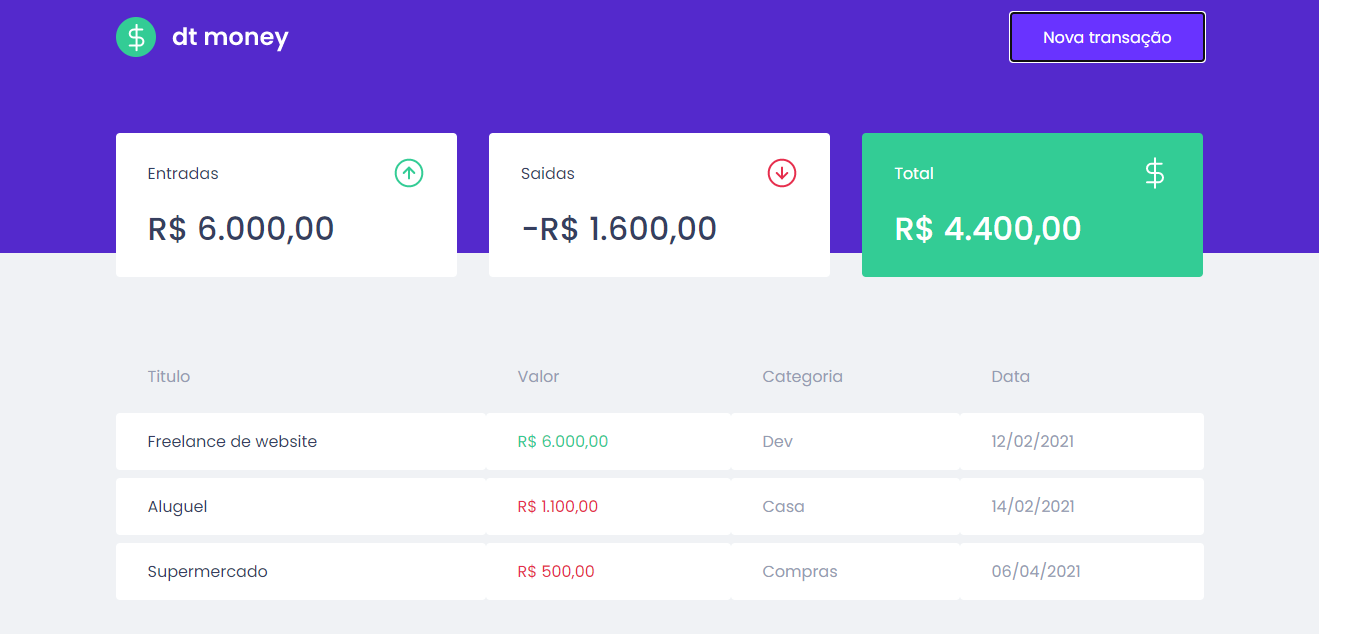 dt money
Nova transação
Entradas
R$ 6.000,00
Saidas
-R$ 1.600,00
Total
R$ 4.400,00
Titulo Valor Categoria Data
Freelance de website R$ 6.000,00 Dev 12/02/2021
Aluguel R$ 1.100,00 Casa 14/02/2021
Supermercado R$ 500,00 Compras 06/04/2021